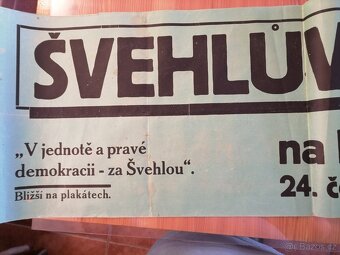 ŠVEHLŮV
„V jednotě a pravé
demokracii - za Švehlou“.
Bližší na plakátech.
na
24.